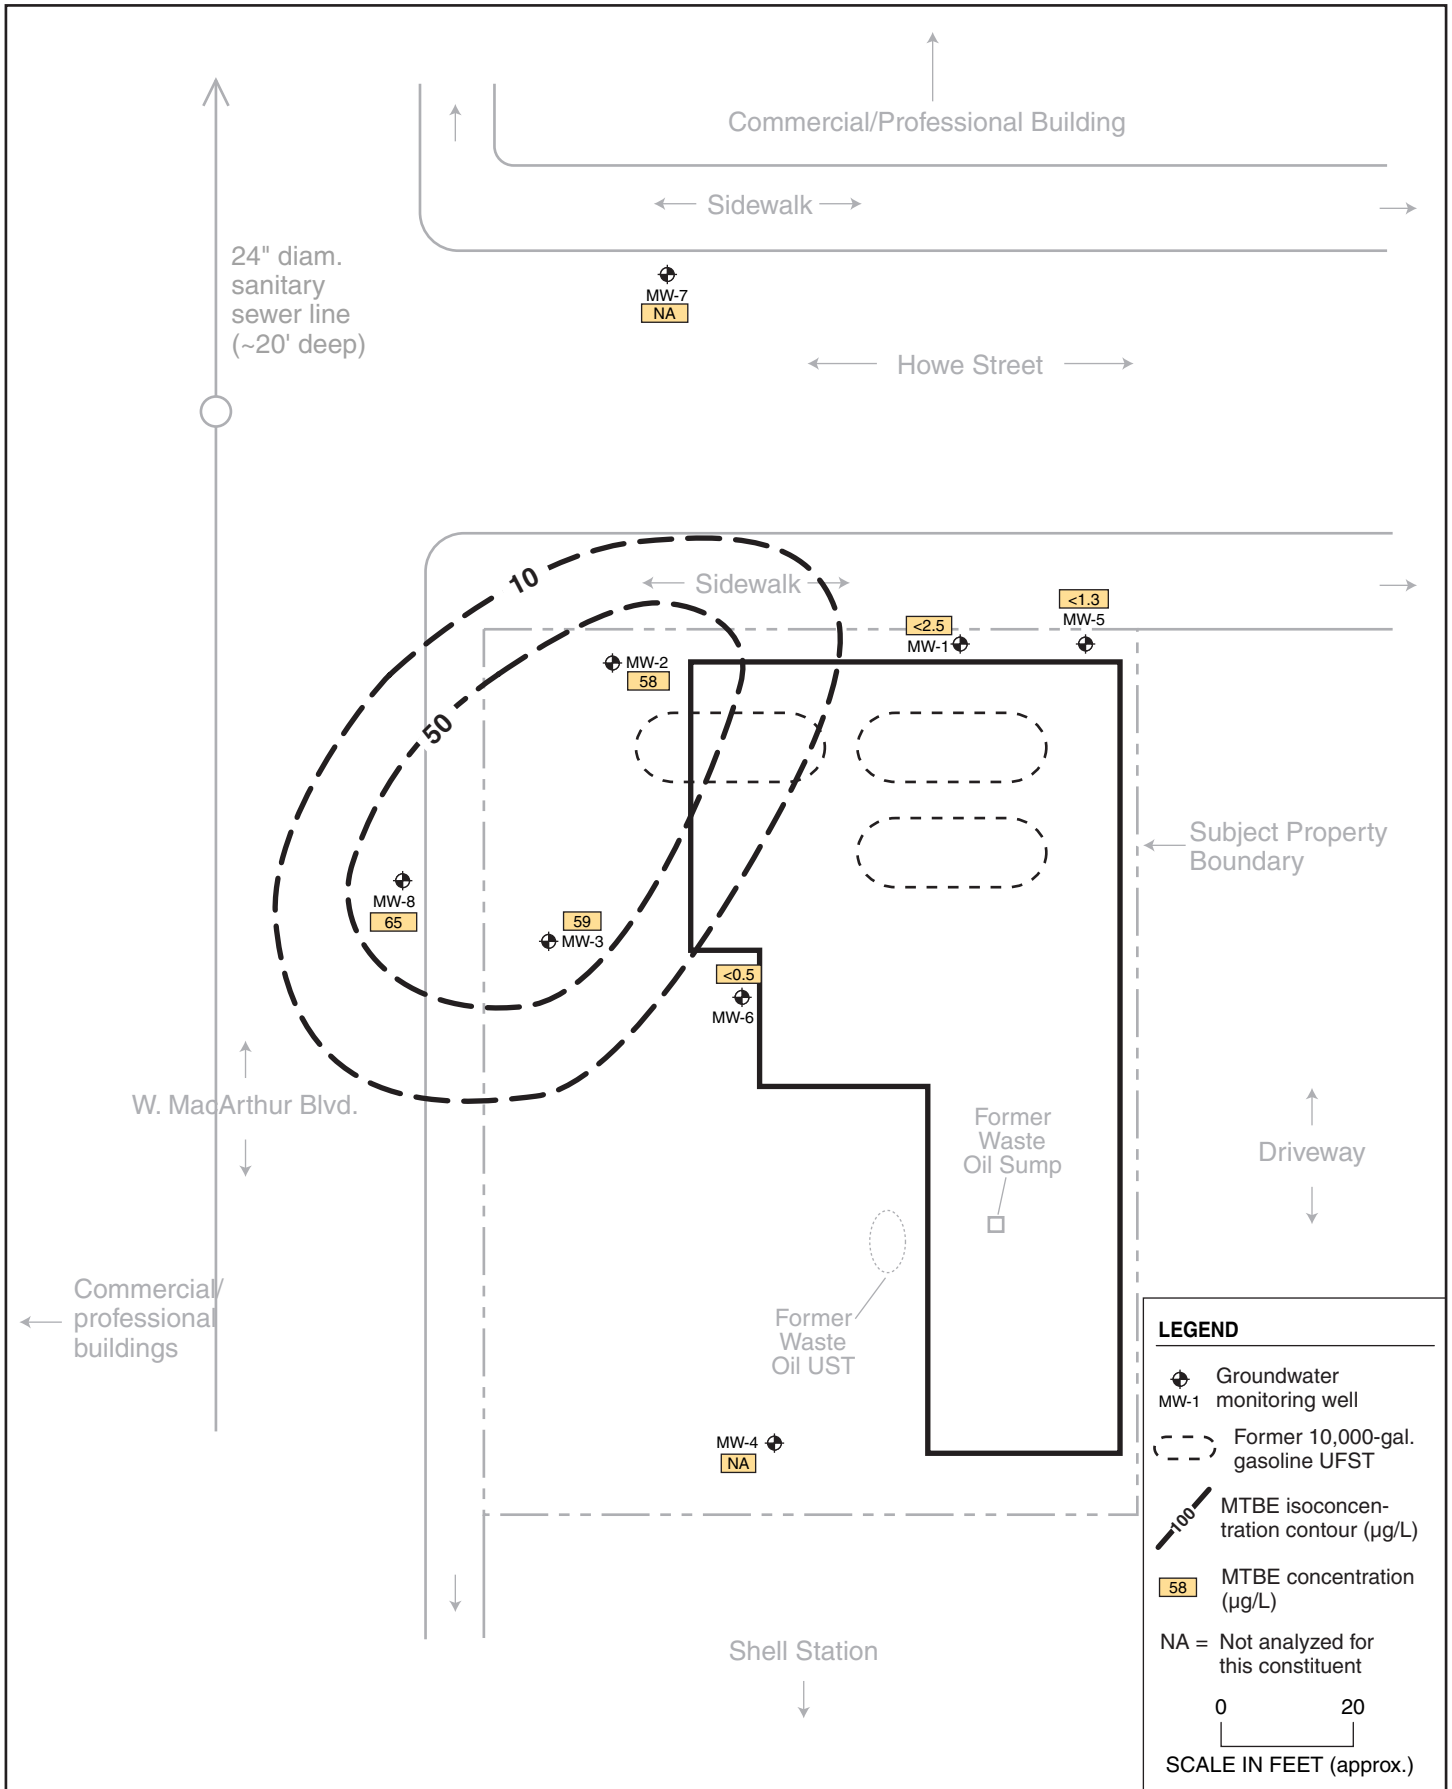 Commercial/Professional Building
Sidewalk
24" diam.
sanitary
sewer line
(~20' deep)
MW-7
NA
Howe Street
10
Sidewalk
<1.3
MW-5
<2.5
MW-1
MW-2
58
50
Subject Property
Boundary
MW-8
65
59
MW-3
<0.5
MW-6
W. MacArthur Blvd.
Former
Waste
Oil Sump
Driveway
Commercial/
professional
buildings
Former
Waste
Oil UST
MW-4
NA
Shell Station
LEGEND
MW-1
Groundwater
monitoring well
Former 10,000-gal.
gasoline UFST
100
MTBE isoconcen-
tration contour (µg/L)
58
MTBE concentration
(µg/L)
NA = Not analyzed for
this constituent
0 20
SCALE IN FEET (approx.)